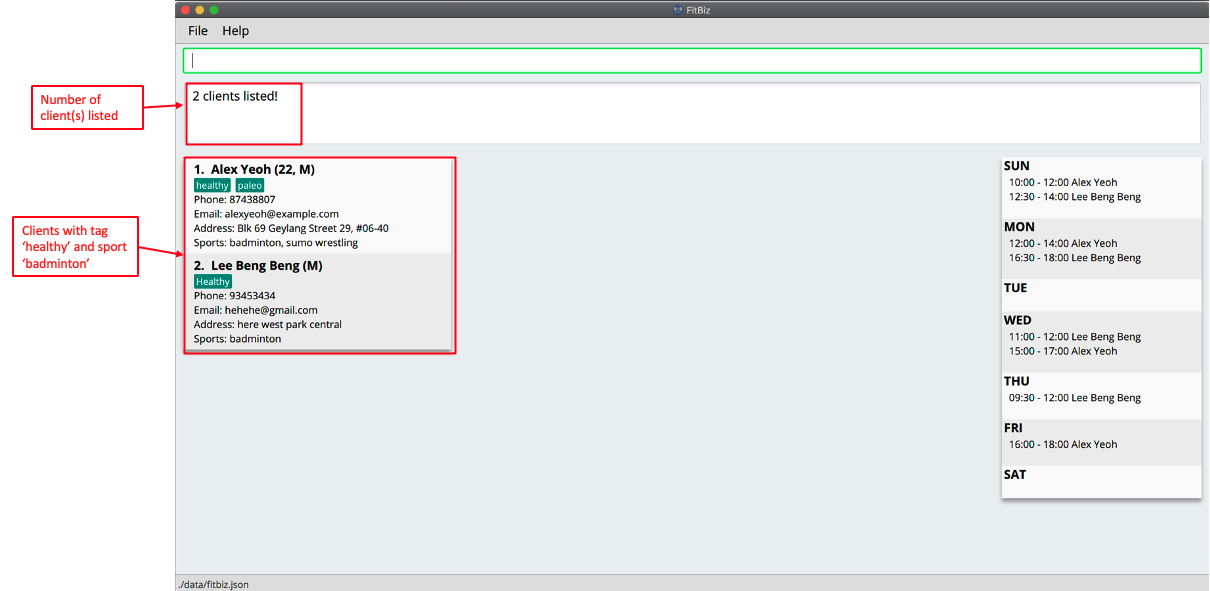 FitBiz
File Help
Number of
client(s) listed
2 clients listed!
Clients with tag
‘healthy’ and sport
‘badminton’
1. Alex Yeoh (22, M)
healthy paleo
Phone: 87438807
Email: alexyeoh@example.com
Address: Blk 69 Geylang Street 29, #06-40
Sports: badminton, sumo wrestling
2. Lee Beng Beng (M)
Healthy
Phone: 93453434
Email: hehehe@gmail.com
Address: here west park central
Sports: badminton
SUN
10:00 - 12:00 Alex Yeoh
12:30 - 14:00 Lee Beng Beng
MON
12:00 - 14:00 Alex Yeoh
16:30 - 18:00 Lee Beng Beng
TUE
WED
11:00 - 12:00 Lee Beng Beng
15:00 - 17:00 Alex Yeoh
THU
09:30 - 12:00 Lee Beng Beng
FRI
16:00 - 18:00 Alex Yeoh
SAT
./data/fitbiz.json